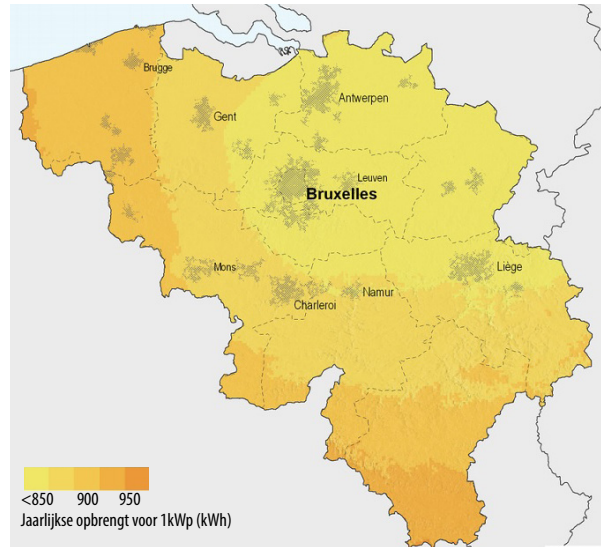 Brugge
Antwerpen
Gent
Leuven
Bruxelles
Mons
Liège
Namur
Charleroi
<850 900 950
Jaarlijkse opbrengt voor 1kWp (kWh)